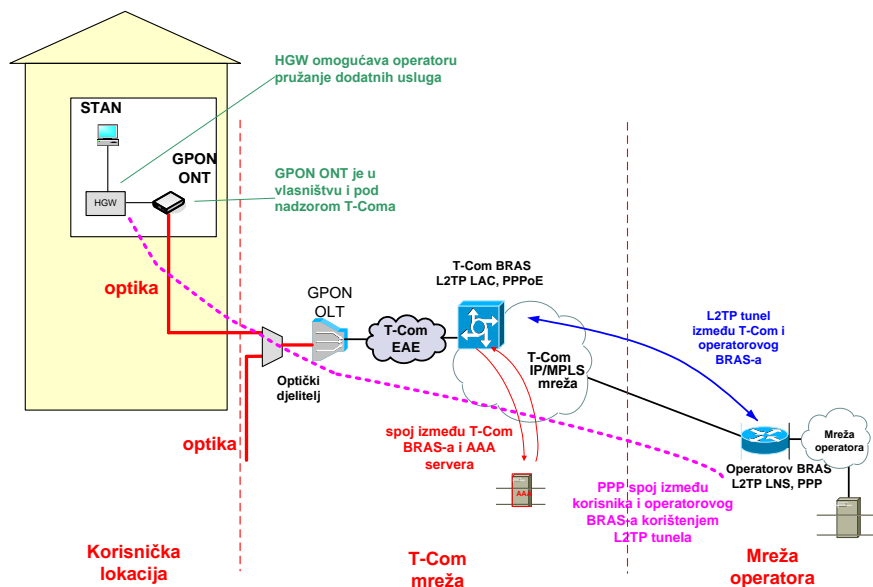 HGW omogućava operatoru
pružanje dodatnih usluga
STAN
GPON
ONT
HGW
GPON ONT je u
vlasništvu i pod
nadzorom T-Coma
optika
GPON
OLT
T-Com BRAS
L2TP LAC, PPPoE
T-Com
EAE
L2TP tunel
između T-Com i
operatorovog
BRAS-a
T-Com
IP/MPLS
mreža
Optički
djelitelj
optika
spoj između T-Com
BRAS-a i AAA
servera
AAA
Mreža
operatora
Operatorov BRAS
L2TP LNS, PPP
PPP spoj između
korisnika i operatorovog
BRAS-a korištenjem
L2TP tunela
Korisnička
lokacija
T-Com
mreža
Mreža
operatora